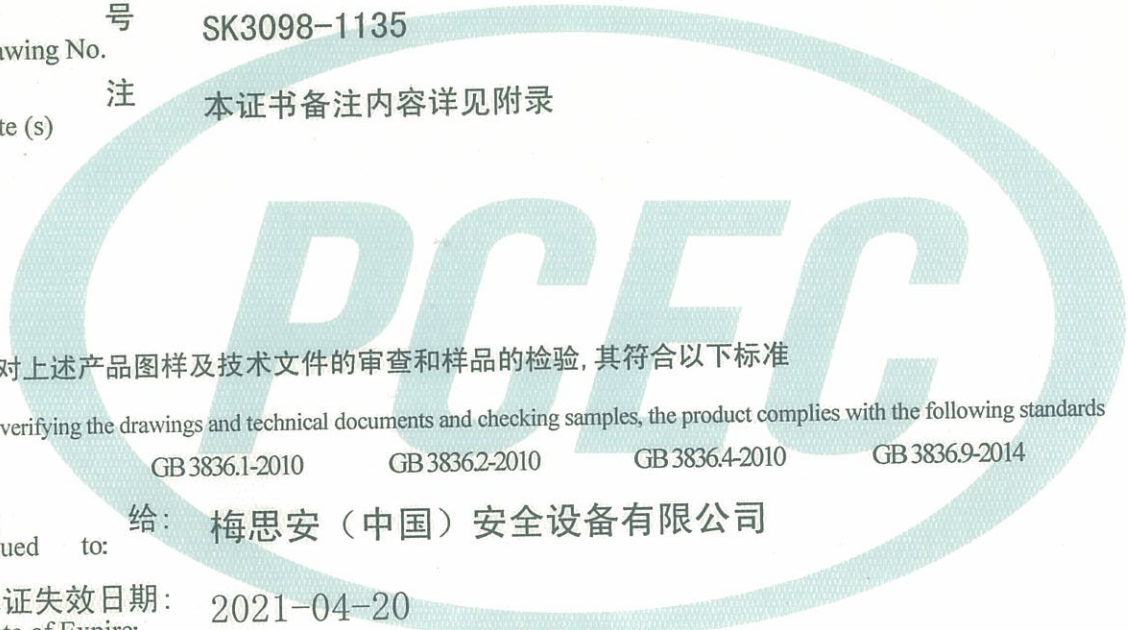 号 SK3098-1135
awing No.
注 本证书备注内容详见附录
te (s)
PCEC
对上述产品图样及技术文件的审查和样品的检验,其符合以下标准
verifying the drawings and technical documents and checking samples, the product complies with the following standards
GB 3836.1-2010 GB 3836.2-2010 GB 3836.4-2010 GB 3836.9-2014
给: 梅思安（中国）安全设备有限公司
ued to:
证失效日期: 2021-04-20
te of Expire: